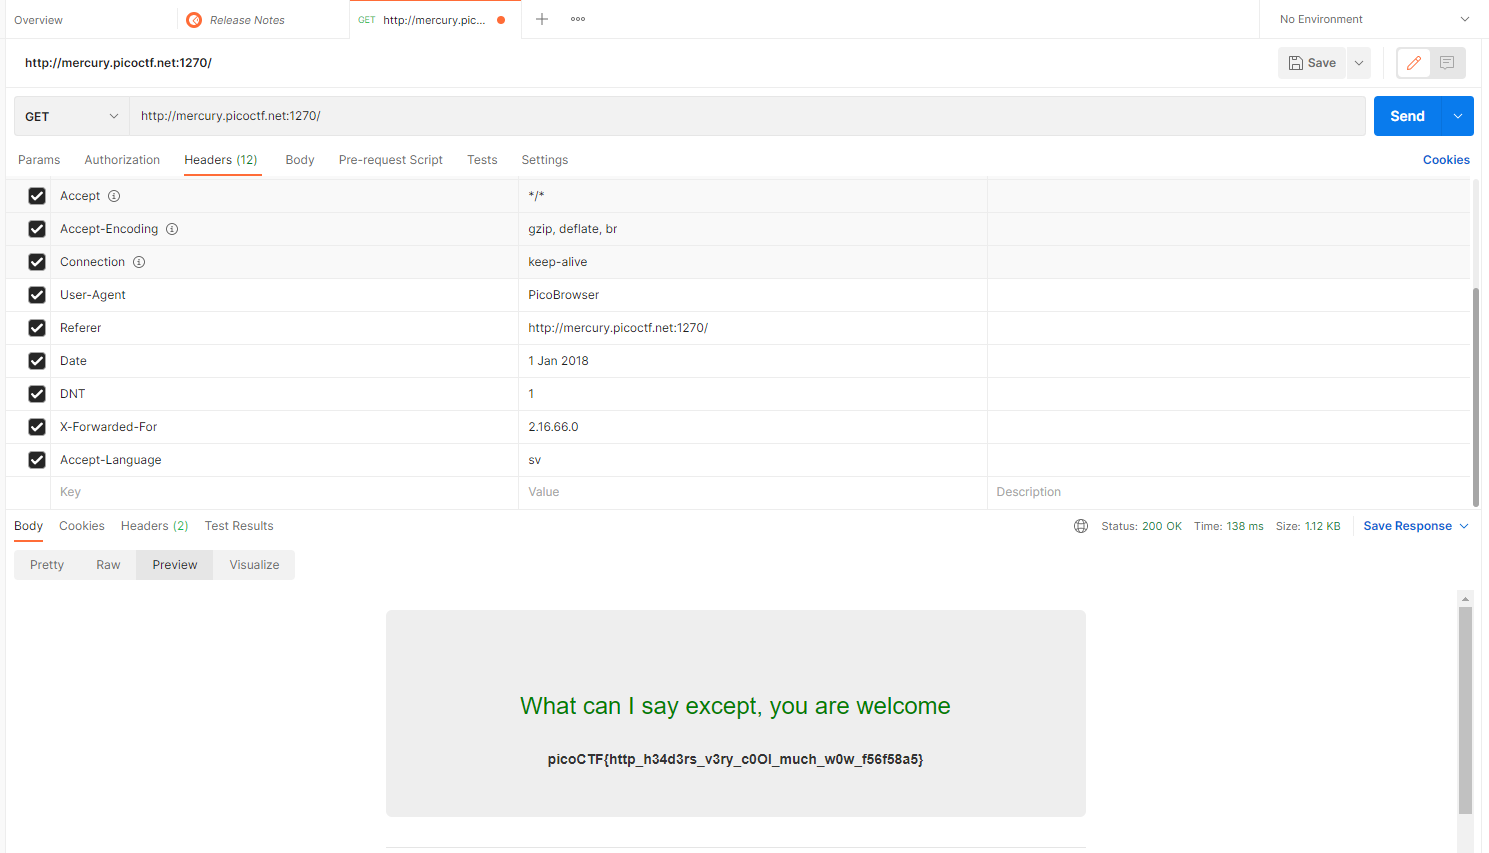 Overview Release Notes GET http://mercury.pic... No Environment
http://mercury.picoctf.net:1270/ Save
GET http://mercury.picoctf.net:1270/ Send
Params Authorization Headers (12) Body Pre-request Script Tests Settings Cookies
Accept */*
Accept-Encoding gzip, deflate, br
Connection keep-alive
User-Agent PicoBrowser
Referer http://mercury.picoctf.net:1270/
Date 1 Jan 2018
DNT 1
X-Forwarded-For 2.16.66.0
Accept-Language sv
Key Value Description
Body Cookies Headers (2) Test Results Status: 200 OK Time: 138 ms Size: 1.12 KB Save Response
Pretty Raw Preview Visualize
What can I say except, you are welcome
picoCTF{http_h34d3rs_v3ry_c0Ol_much_w0w_f56f58a5}